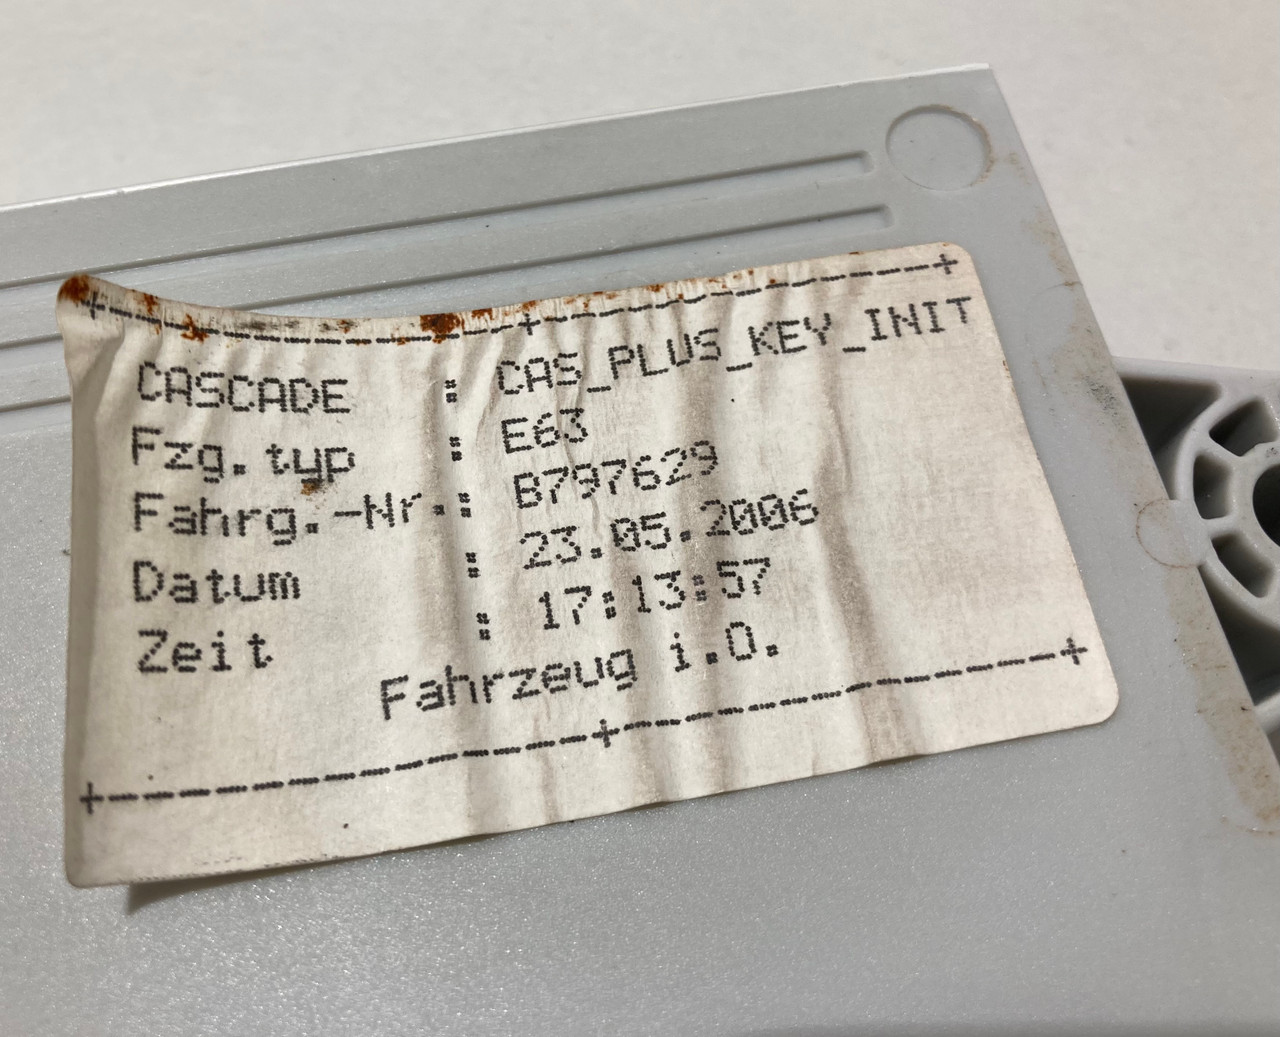 +-----------------+-----------------+
CASCADE : CAS_PLUS_KEY_INIT
Fzg.typ : E63
Fahrg.-Nr.: B797629
Datum : 23.05.2006
Zeit : 17:13:57
Fahrzeug i.O.
+-----------------+-----------------+